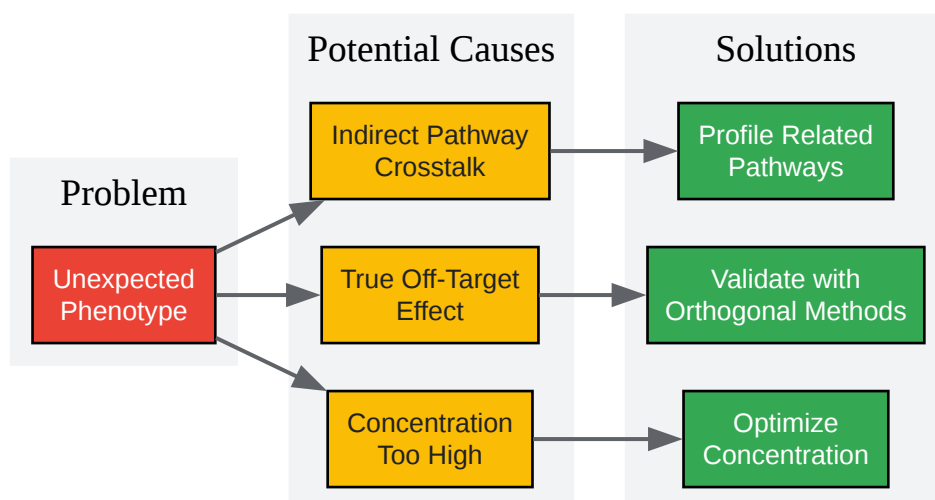 Problem
Unexpected
Phenotype
Potential Causes
Indirect Pathway
Crosstalk
True Off-Target
Effect
Concentration
Too High
Solutions
Profile Related
Pathways
Validate with
Orthogonal Methods
Optimize
Concentration